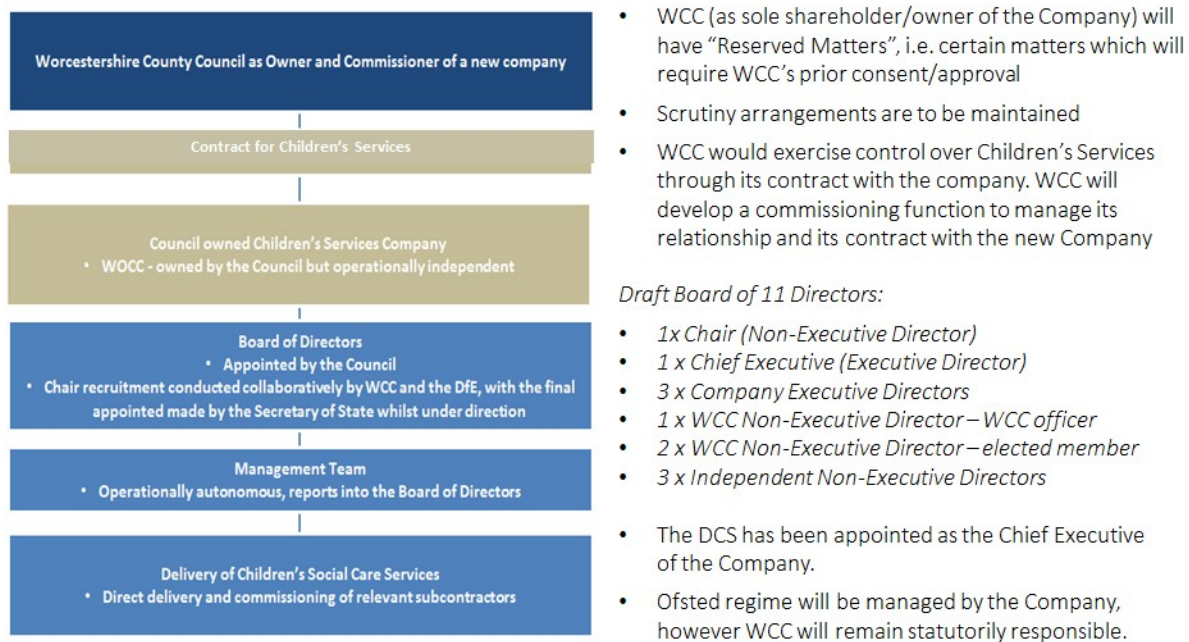 Worcestershire County Council as Owner and Commissioner of a new company
Contract for Children's Services
Council owned Children's Services Company
• WOCC - owned by the Council but operationally independent
Board of Directors
• Appointed by the Council
• Chair recruitment conducted collaboratively by WCC and the DfE, with the final
appointed made by the Secretary of State whilst under direction
Management Team
• Operationally autonomous, reports into the Board of Directors
Delivery of Children's Social Care Services
• Direct delivery and commissioning of relevant subcontractors
• WCC (as sole shareholder/owner of the Company) will
have “Reserved Matters”, i.e. certain matters which will
require WCC's prior consent/approval
• Scrutiny arrangements are to be maintained
• WCC would exercise control over Children's Services
through its contract with the company. WCC will
develop a commissioning function to manage its
relationship and its contract with the new Company
Draft Board of 11 Directors:
• 1x Chair (Non-Executive Director)
• 1 x Chief Executive (Executive Director)
• 3 x Company Executive Directors
• 1 x WCC Non-Executive Director – WCC officer
• 2 x WCC Non-Executive Director – elected member
• 3 x Independent Non-Executive Directors
• The DCS has been appointed as the Chief Executive
of the Company.
• Ofsted regime will be managed by the Company,
however WCC will remain statutorily responsible.